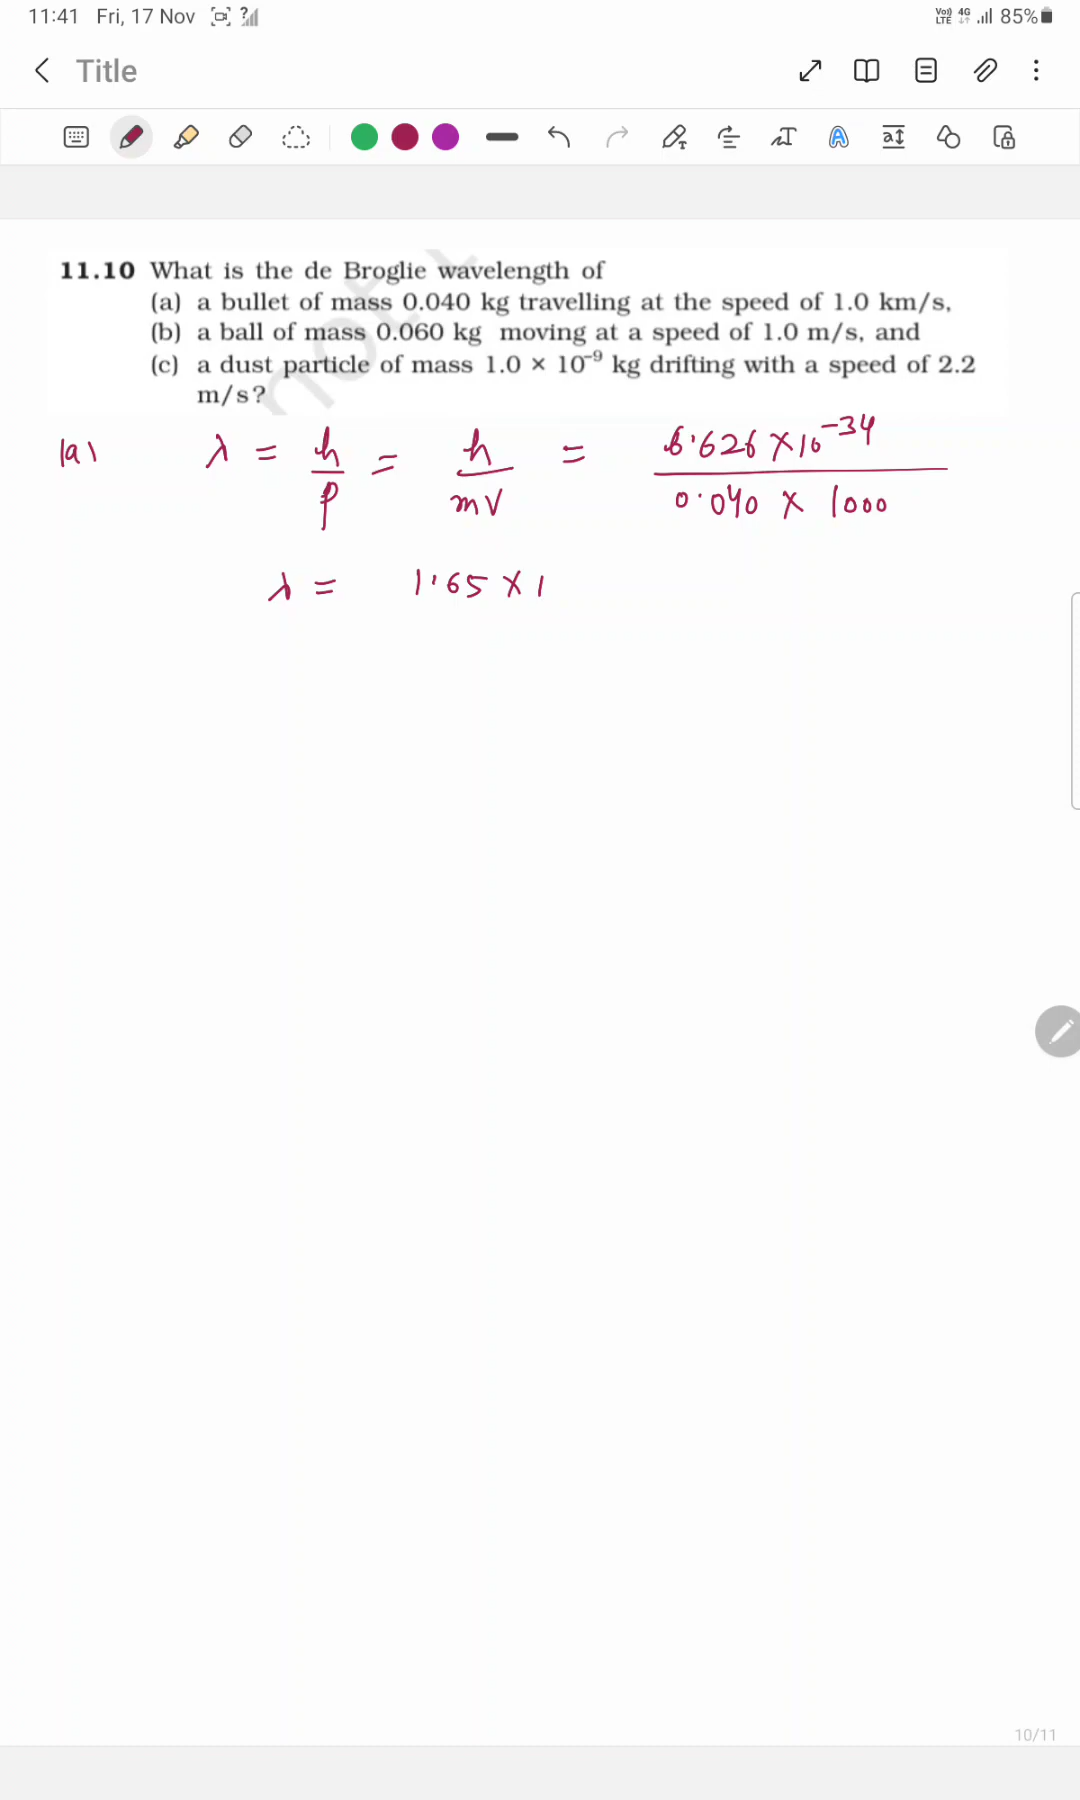 11:41 Fri, 17 Nov
Vo)) LTE 4G 85%
Title
11.10 What is the de Broglie wavelength of
(a) a bullet of mass 0.040 kg travelling at the speed of 1.0 km/s,
(b) a ball of mass 0.060 kg moving at a speed of 1.0 m/s, and
(c) a dust particle of mass 1.0 × 10⁻⁹ kg drifting with a speed of 2.2
m/s?
(a) λ = h/p = h/mv = 6.626 × 10⁻³⁴ / 0.040 × 1000
λ = 1.65 × 1
10/11